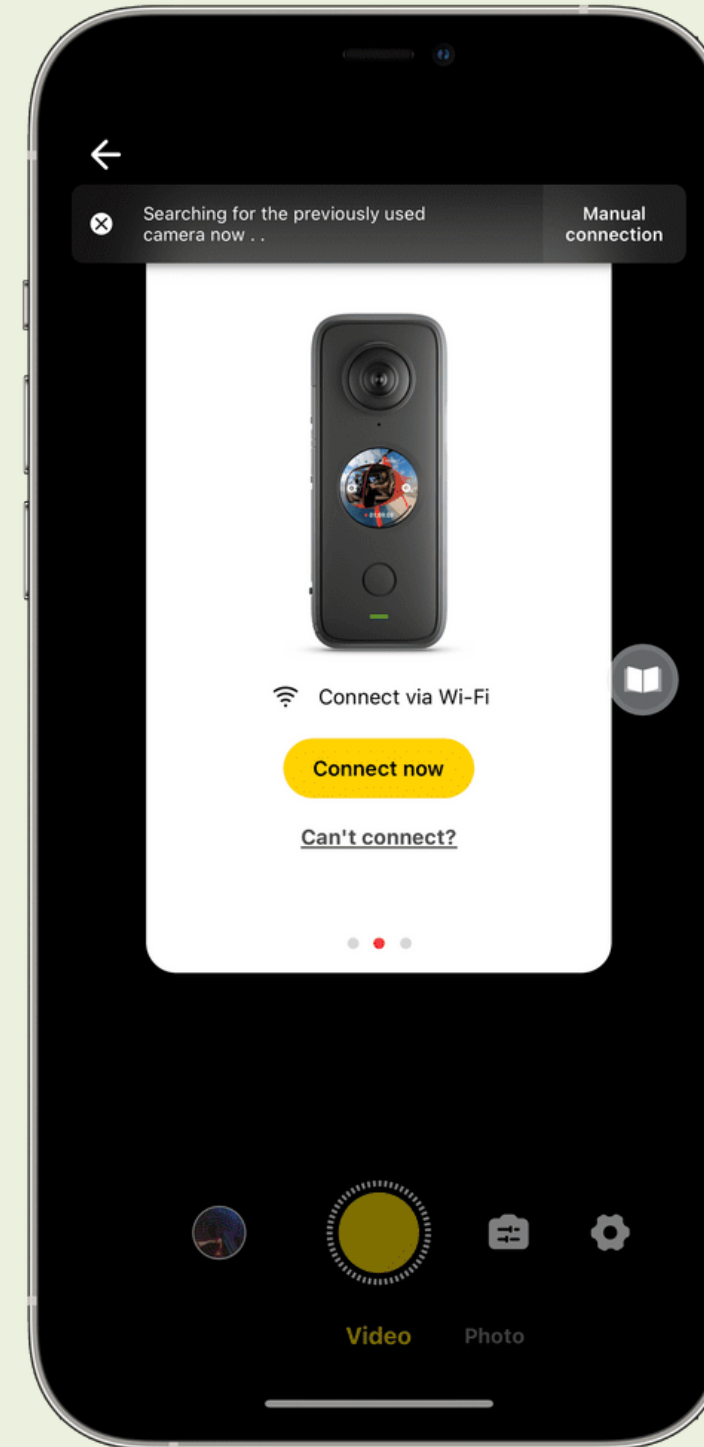 Searching for the previously used
camera now . .
Manual
connection
Connect via Wi-Fi
Connect now
Can't connect?
Video
Photo